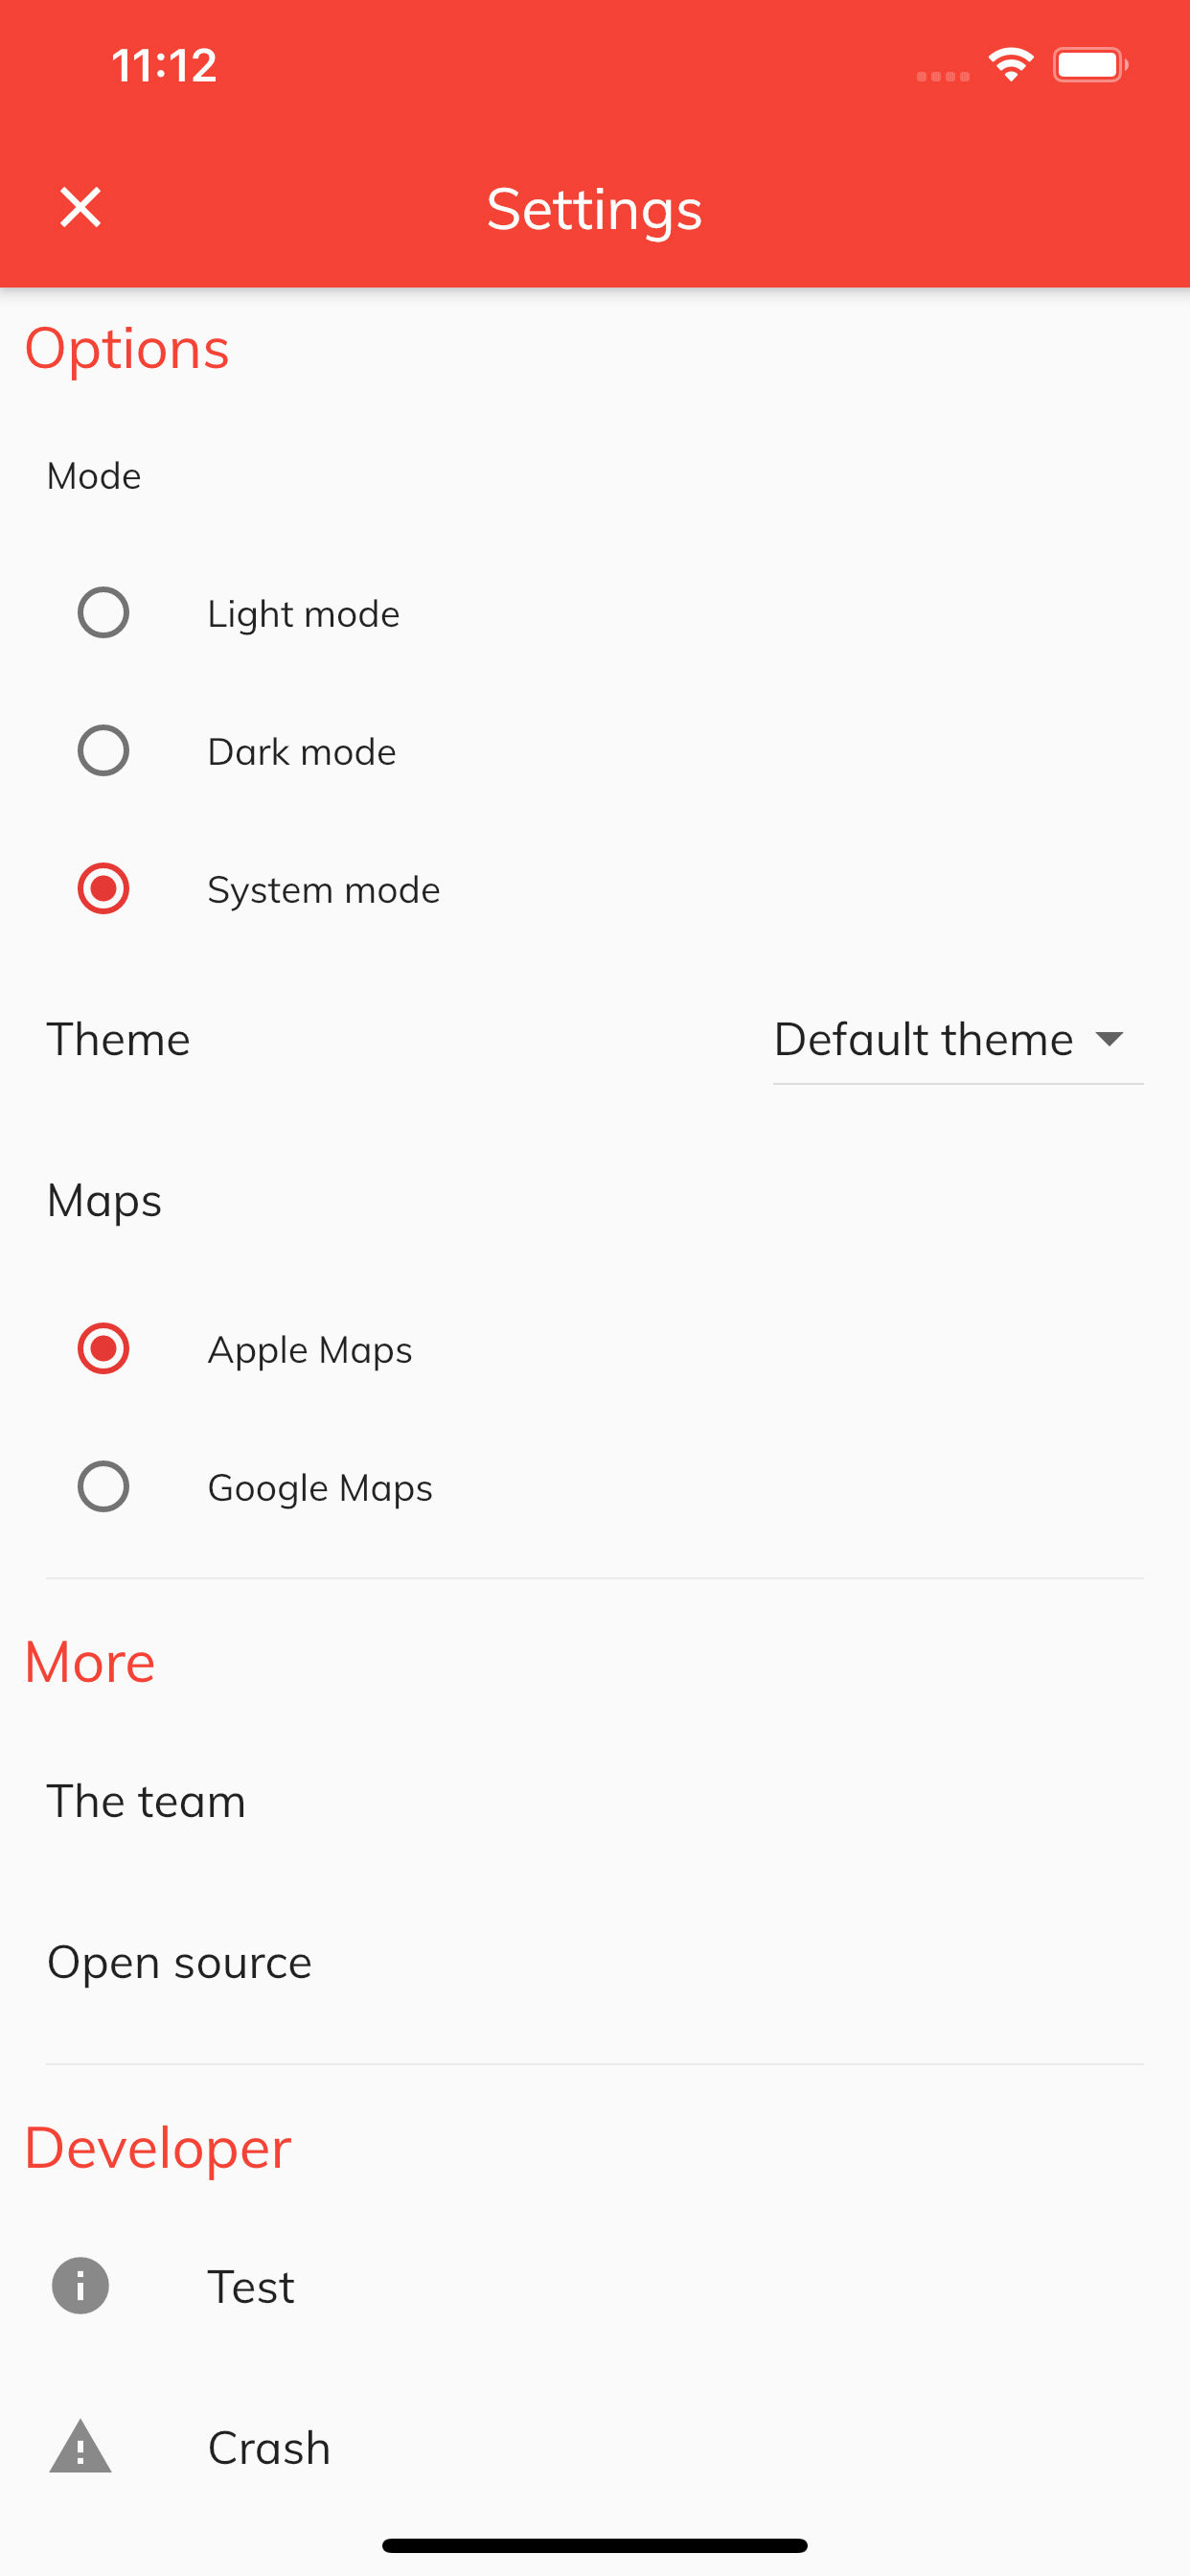 11:12
Settings
Options
Mode
Light mode
Dark mode
System mode
Theme Default theme
Maps
Apple Maps
Google Maps
More
The team
Open source
Developer
Test
Crash